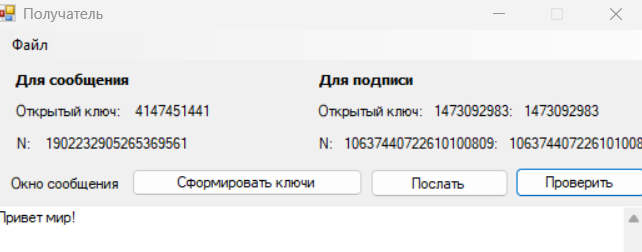 Получатель
Файл
Для сообщения Для подписи
Открытый ключ: 4147451441 Открытый ключ: 1473092983: 1473092983
N: 1902232905265369561 N: 10637440722610100809: 1063744072261010080
Окно сообщения Сформировать ключи Послать Проверить
Привет мир!